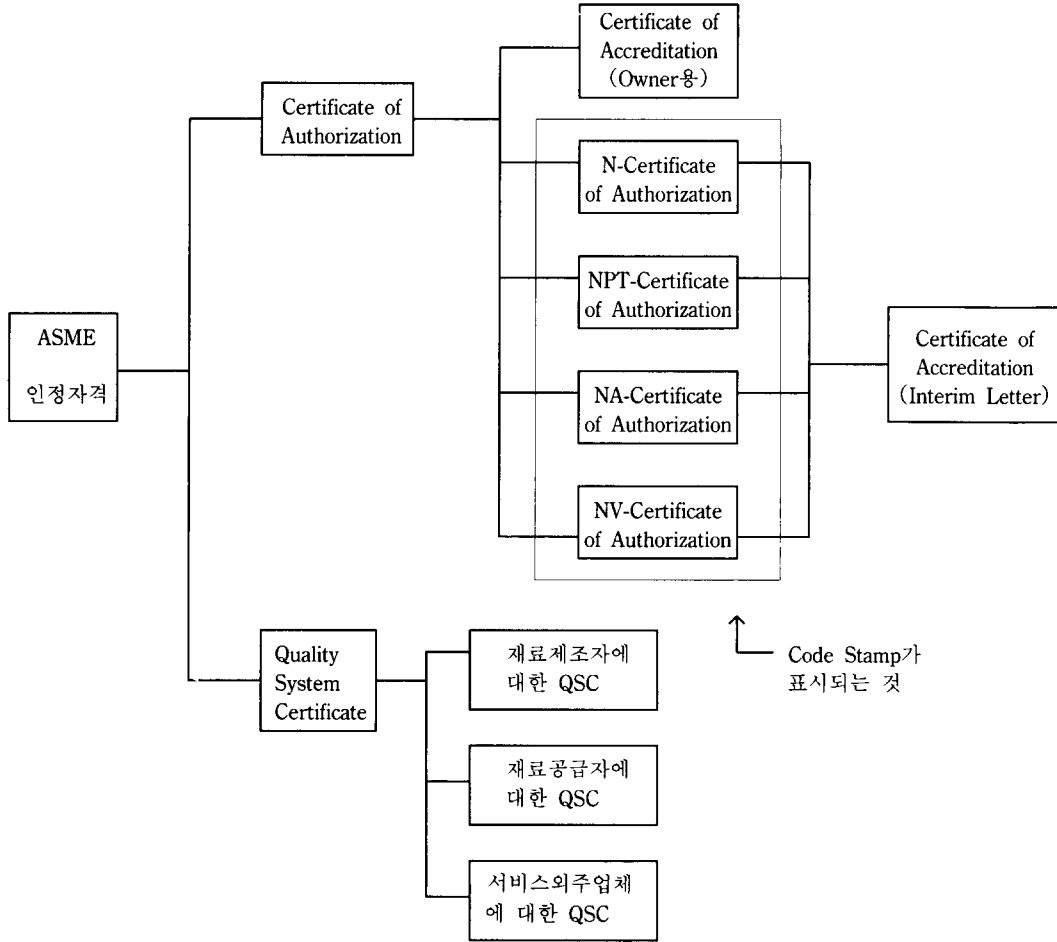 Certificate of
Accreditation
(Owner용)
Certificate of
Authorization
N-Certificate
of Authorization
NPT-Certificate
of Authorization
ASME
인정자격
Certificate of
Accreditation
(Interim Letter)
NA-Certificate
of Authorization
NV-Certificate
of Authorization
Code Stamp가
표시되는 것
Quality
System
Certificate
재료제조자에
대한 QSC
재료공급자에
대한 QSC
서비스외주업체
에 대한 QSC